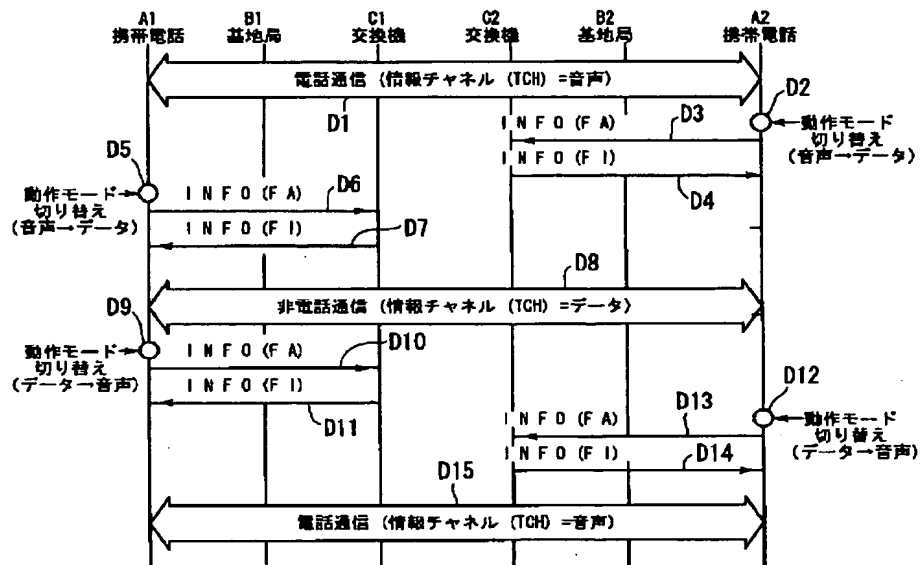 A1
携帯電話
B1
基地局
C1
交換機
C2
交換機
B2
基地局
A2
携帯電話
電話通信 (情報チャネル (TCH) =音声)
D1
D2
動作モード
切り替え
(音声→データ)
INFO (FA)
D3
INFO (FI)
D4
D5
動作モード
切り替え
(音声→データ)
INFO (FA)
D6
INFO (FI)
D7
D8
非電話通信 (情報チャネル (TCH) =データ)
D9
動作モード
切り替え
(データ→音声)
INFO (FA)
D10
INFO (FI)
D11
D12
動作モード
切り替え
(データ→音声)
INFO (FA)
D13
INFO (FI)
D14
D15
電話通信 (情報チャネル (TCH) =音声)